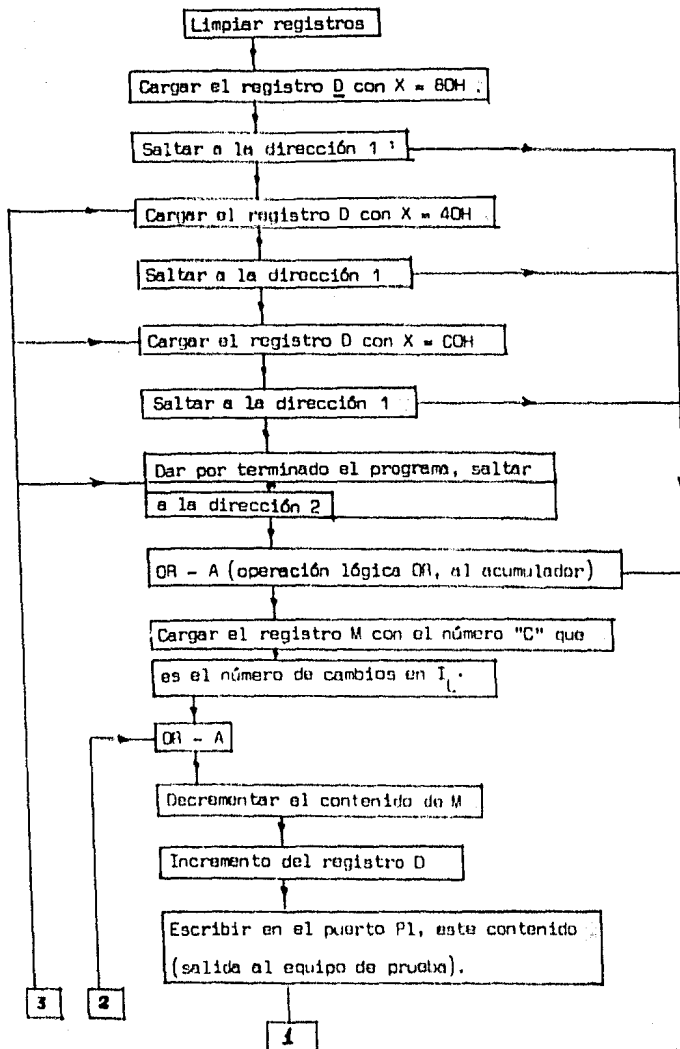 Limpiar registros
Cargar el registro D con X = 80H .
Saltar a la dirección 1
Cargar el registro D con X = 40H
Saltar a la dirección 1
Cargar el registro D con X = C0H
Saltar a la dirección 1
Dar por terminado el programa, saltar
a la dirección 2
OR - A (operación lógica OR, al acumulador)
Cargar el registro M con el número "C" que
es el número de cambios en I_L.
OR - A
Decrementar el contenido de M
Incremento del registro D
Escribir en el puerto P1, este contenido
(salida al equipo de prueba).
3 2
1